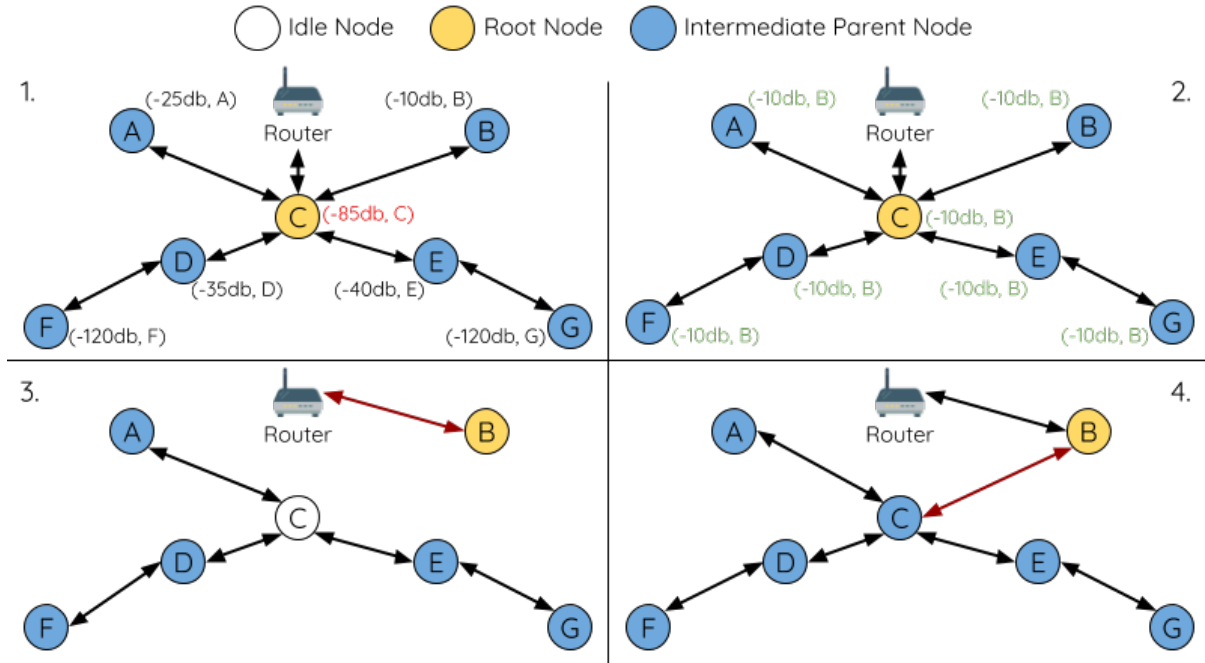 Idle Node
Root Node
Intermediate Parent Node
1.
(-25db, A)
(-10db, B)
A
Router
B
C
(-85db, C)
D
E
(-35db, D)
(-40db, E)
F
(-120db, F)
(-120db, G)
G
2.
(-10db, B)
(-10db, B)
A
Router
B
C
(-10db, B)
D
E
(-10db, B)
(-10db, B)
F
(-10db, B)
(-10db, B)
G
3.
A
Router
B
C
D
E
F
G
4.
A
Router
B
C
D
E
F
G